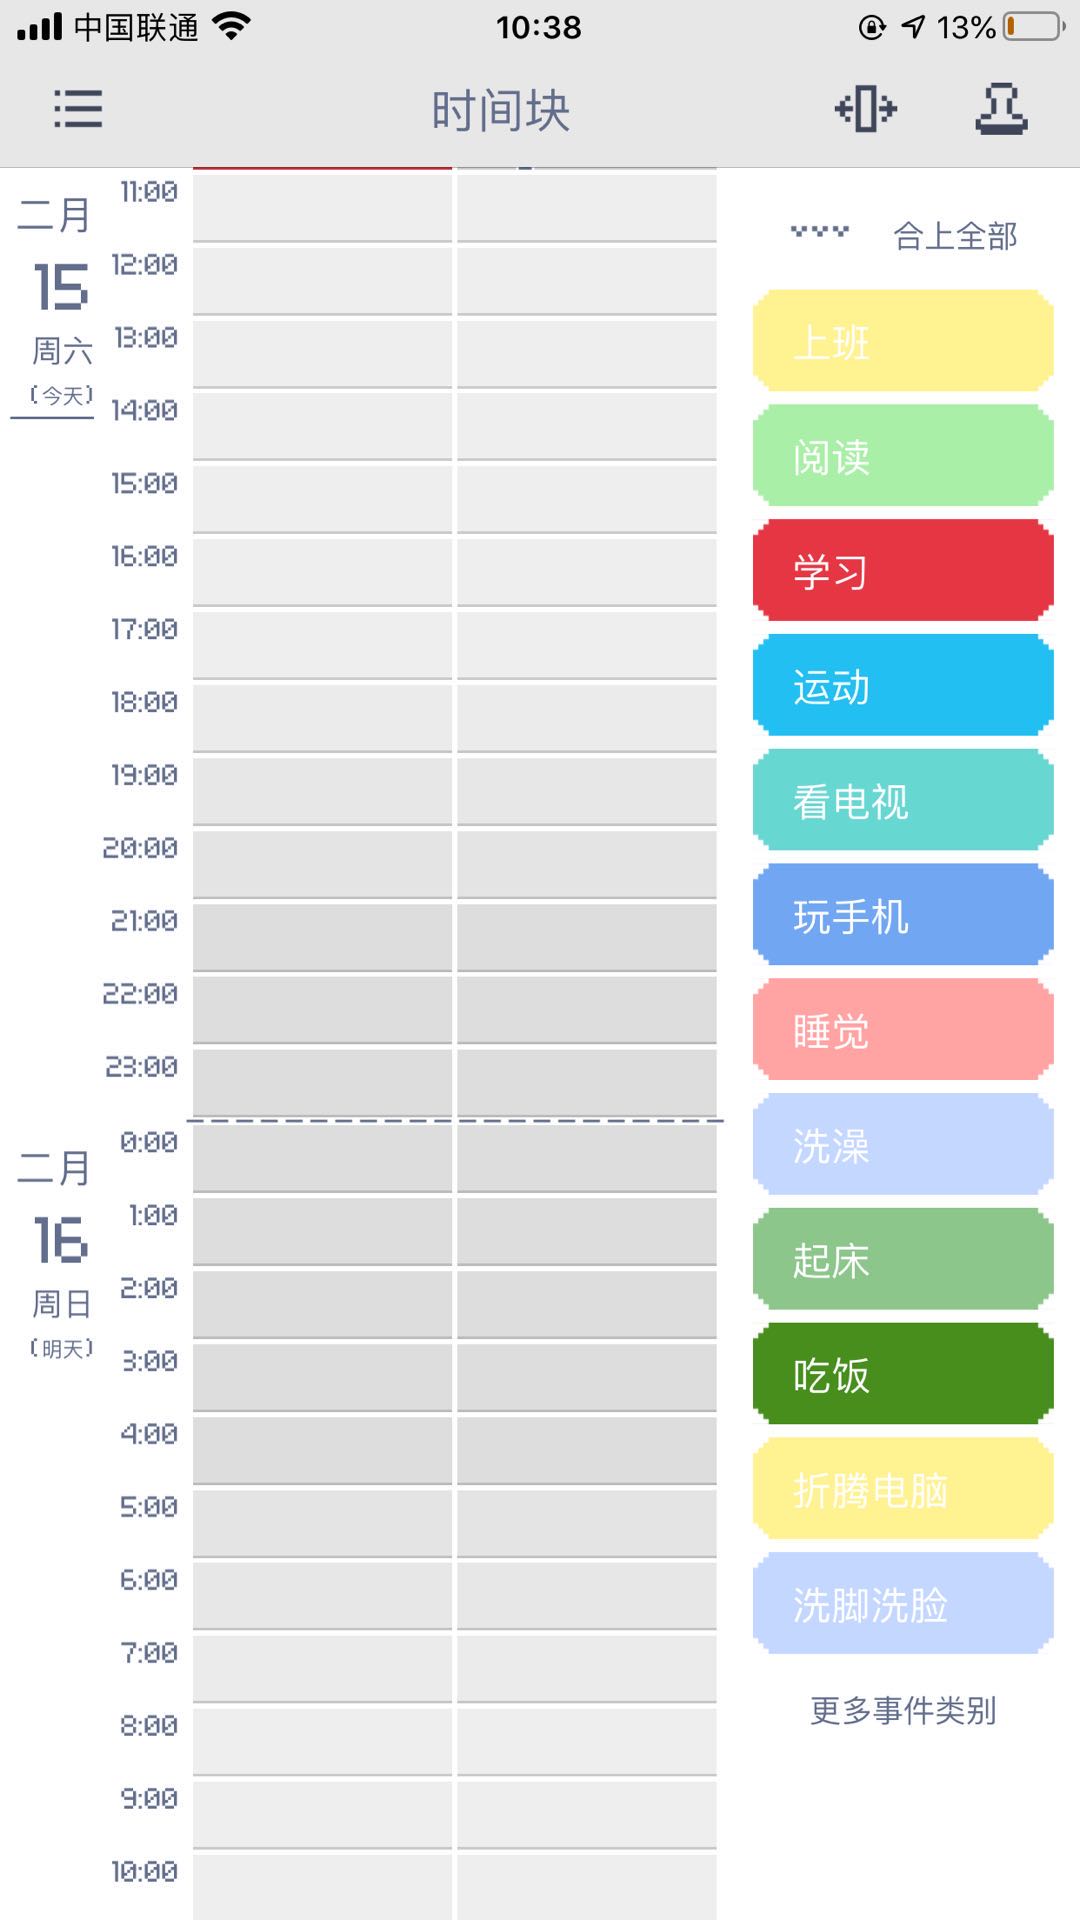 中国联通 10:38 13%
时间块
二月
15
周六
(今天)
11:00
12:00
13:00
14:00
15:00
16:00
17:00
18:00
19:00
20:00
21:00
22:00
23:00
二月
16
周日
(明天)
0:00
1:00
2:00
3:00
4:00
5:00
6:00
7:00
8:00
9:00
10:00
合上全部
上班
阅读
学习
运动
看电视
玩手机
睡觉
洗澡
起床
吃饭
折腾电脑
洗脚洗脸
更多事件类别